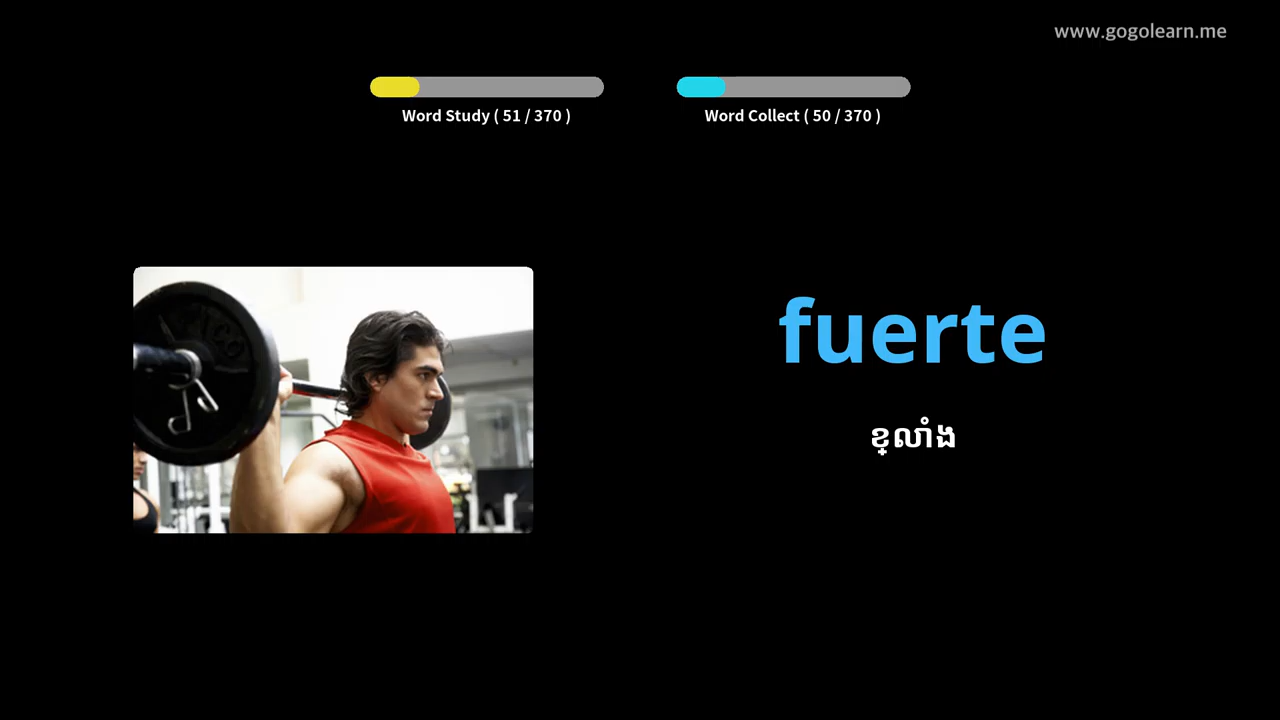 www.gogolearn.me
Word Study ( 51 / 370 )
Word Collect ( 50 / 370 )
fuerte
ខ្លាំង